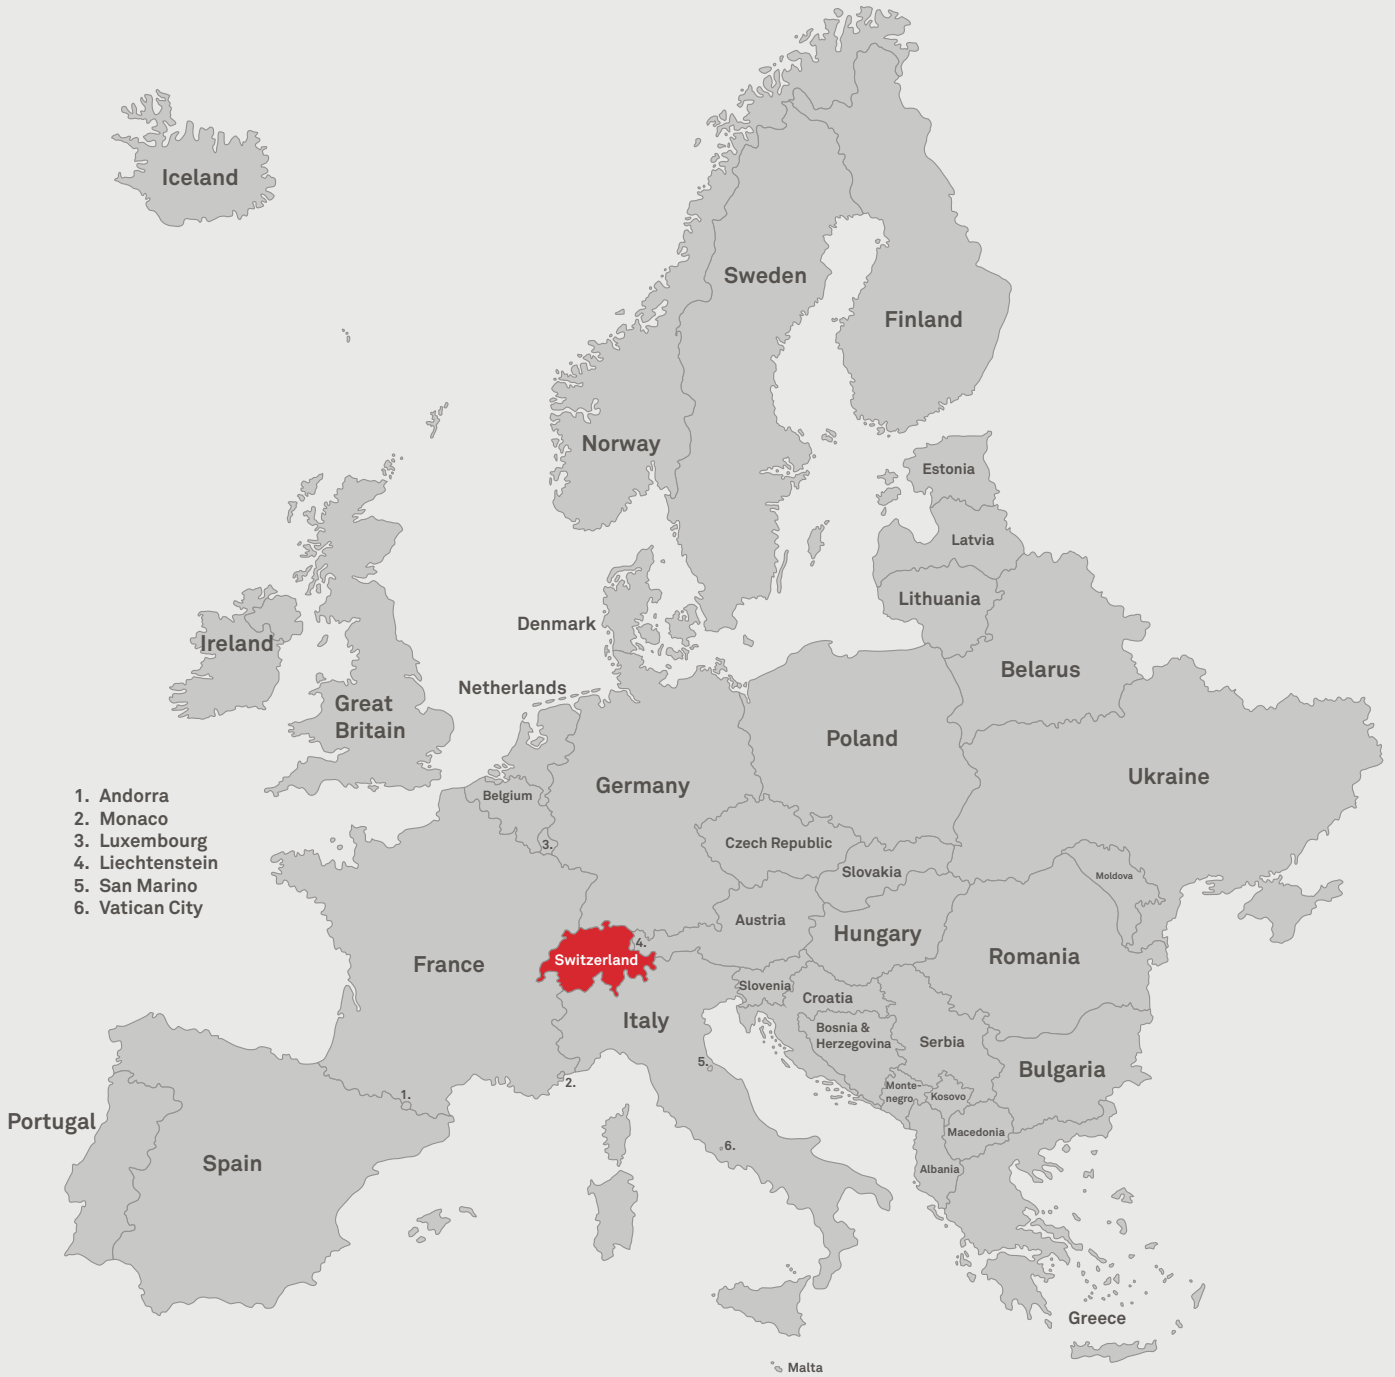 Iceland
Sweden
Finland
Norway
Estonia
Latvia
Lithuania
Denmark
Ireland
Belarus
Netherlands
Great
Britain
Poland
Ukraine
Germany
Belgium
1. Andorra
2. Monaco
3. Luxembourg
4. Liechtenstein
5. San Marino
6. Vatican City
3.
Czech Republic
Slovakia
Moldova
Austria
Hungary
4.
Switzerland
France
Romania
Slovenia
Croatia
Italy
Bosnia &
Herzegovina
Serbia
5.
Bulgaria
2.
1.
Monte-
negro
Kosovo
Portugal
Macedonia
6.
Spain
Albania
Greece
Malta